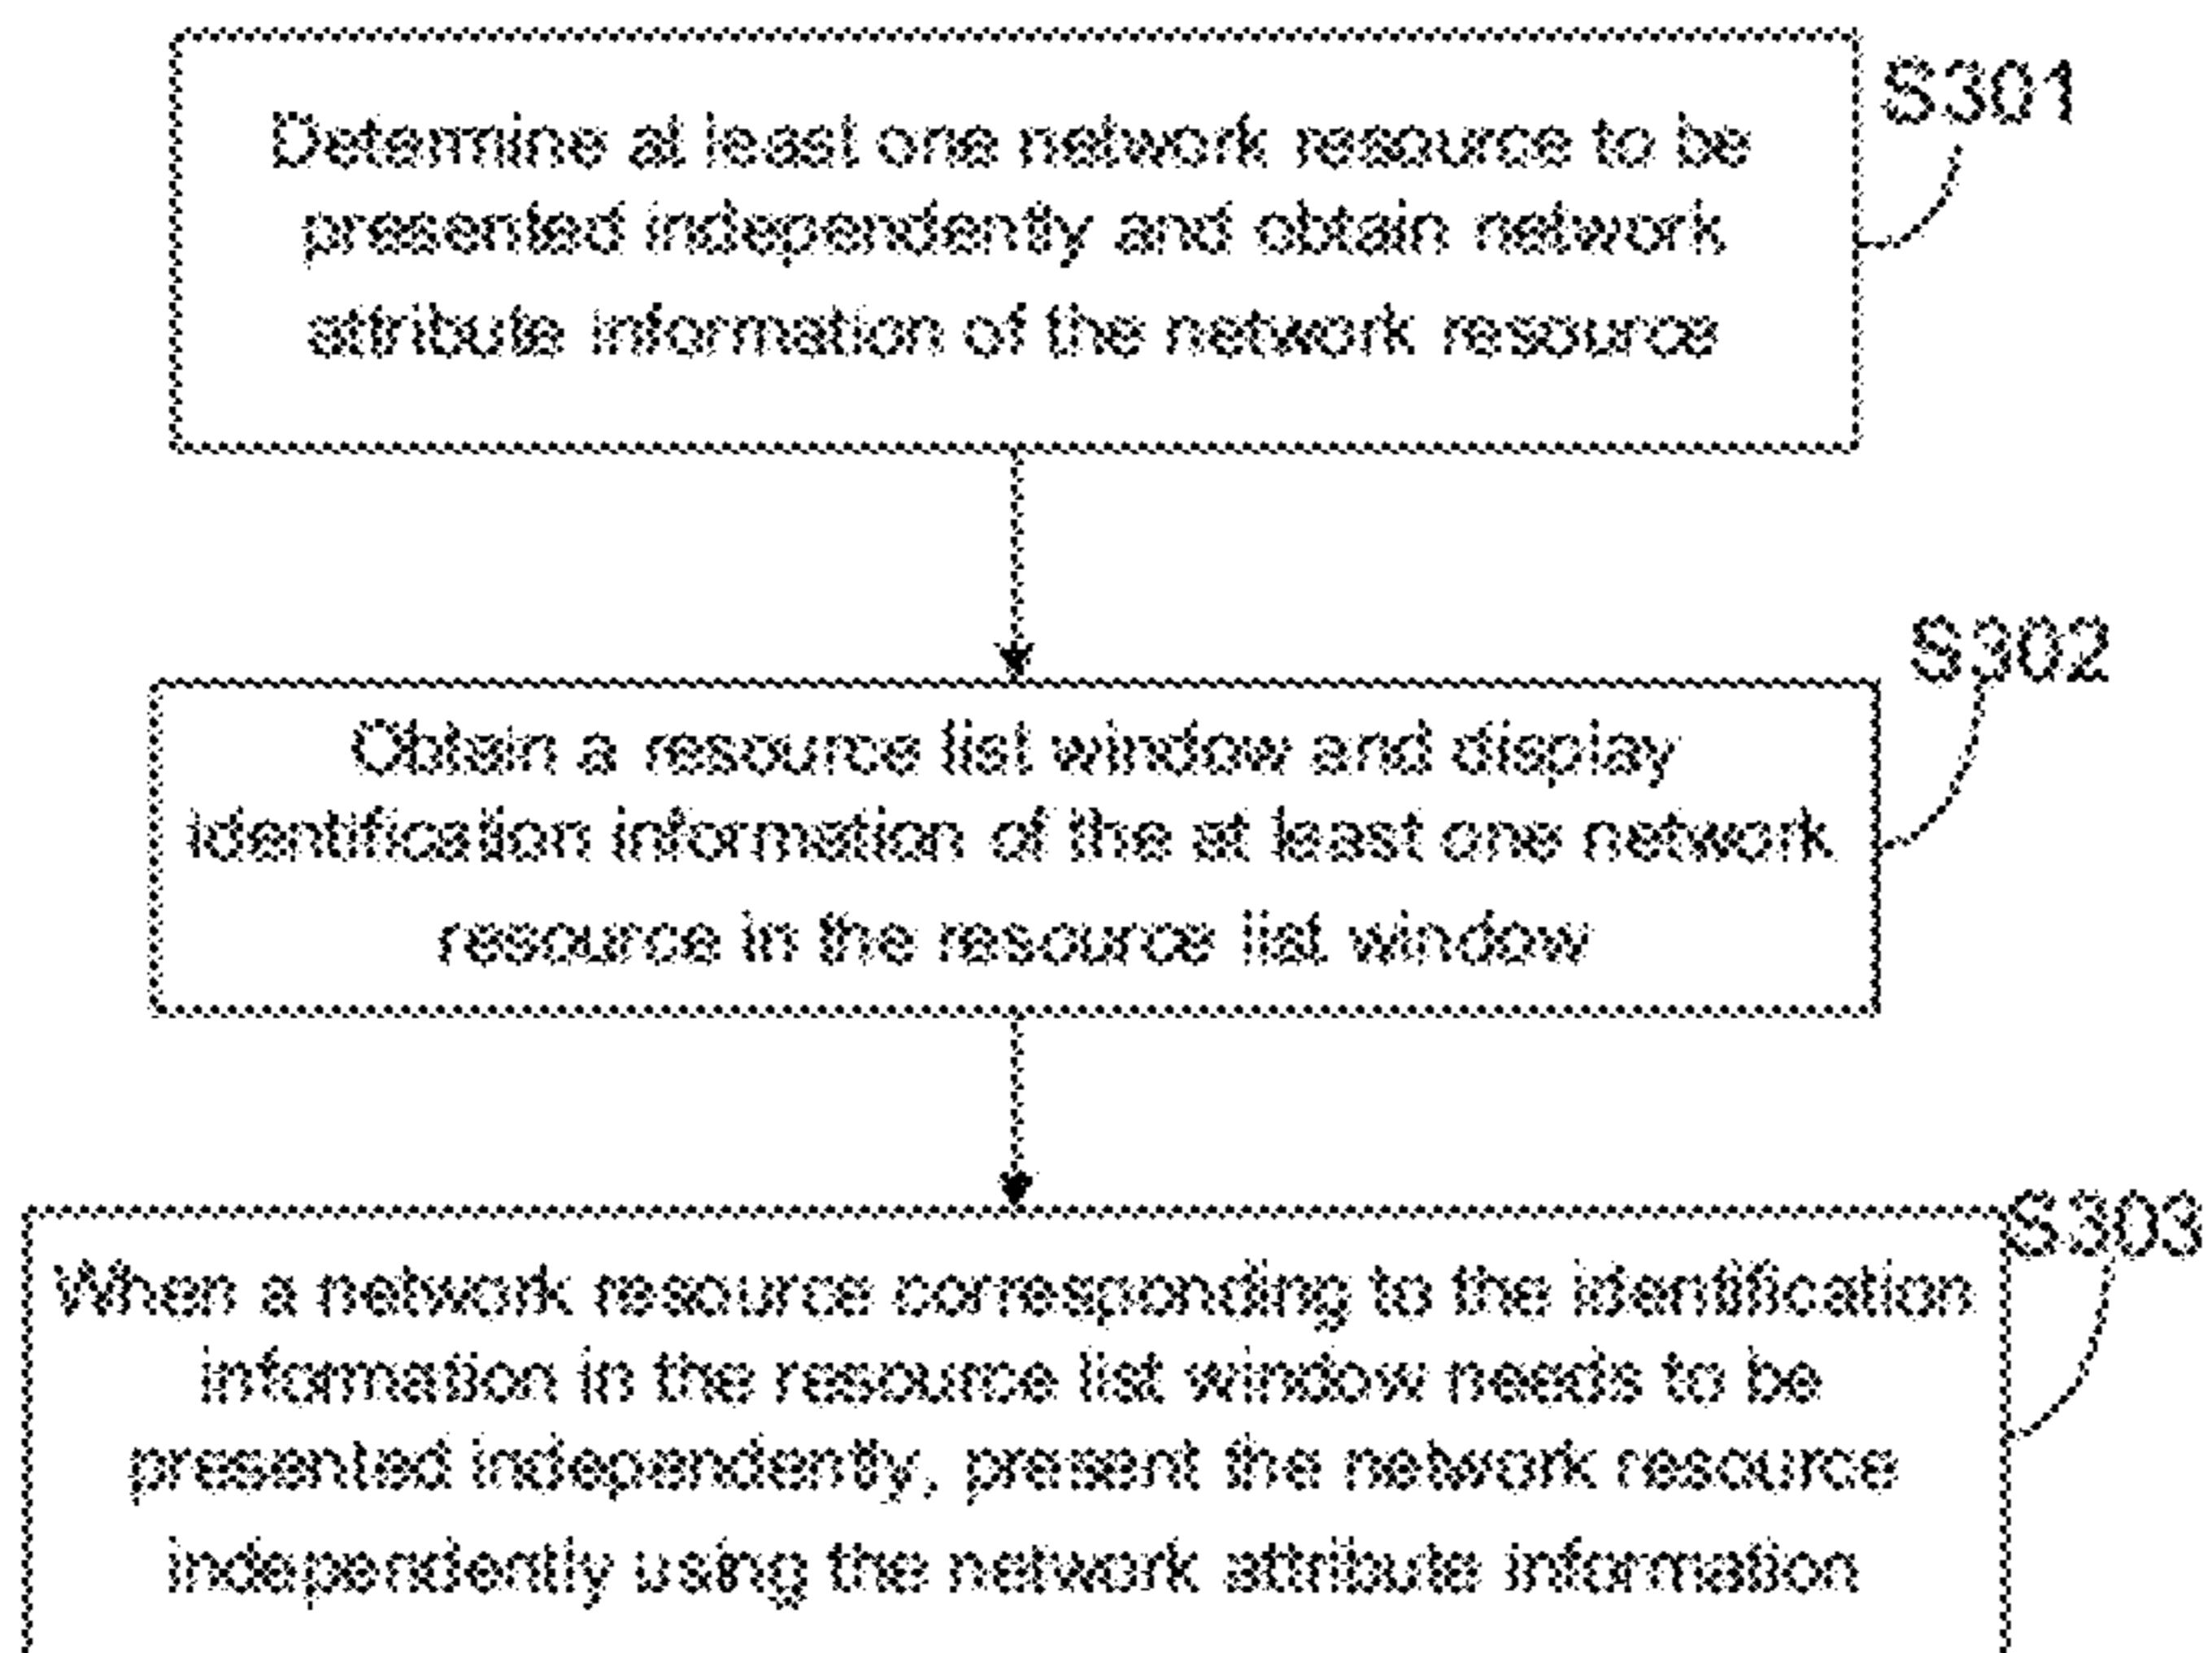 S301
Determine at least one network resource to be
presented independently and obtain network
attribute information of the network resource
S302
Obtain a resource list window and display
identification information of the at least one network
resource in the resource list window
S303
When a network resource corresponding to the identification
information in the resource list window needs to be
presented independently, present the network resource
independently using the network attribute information